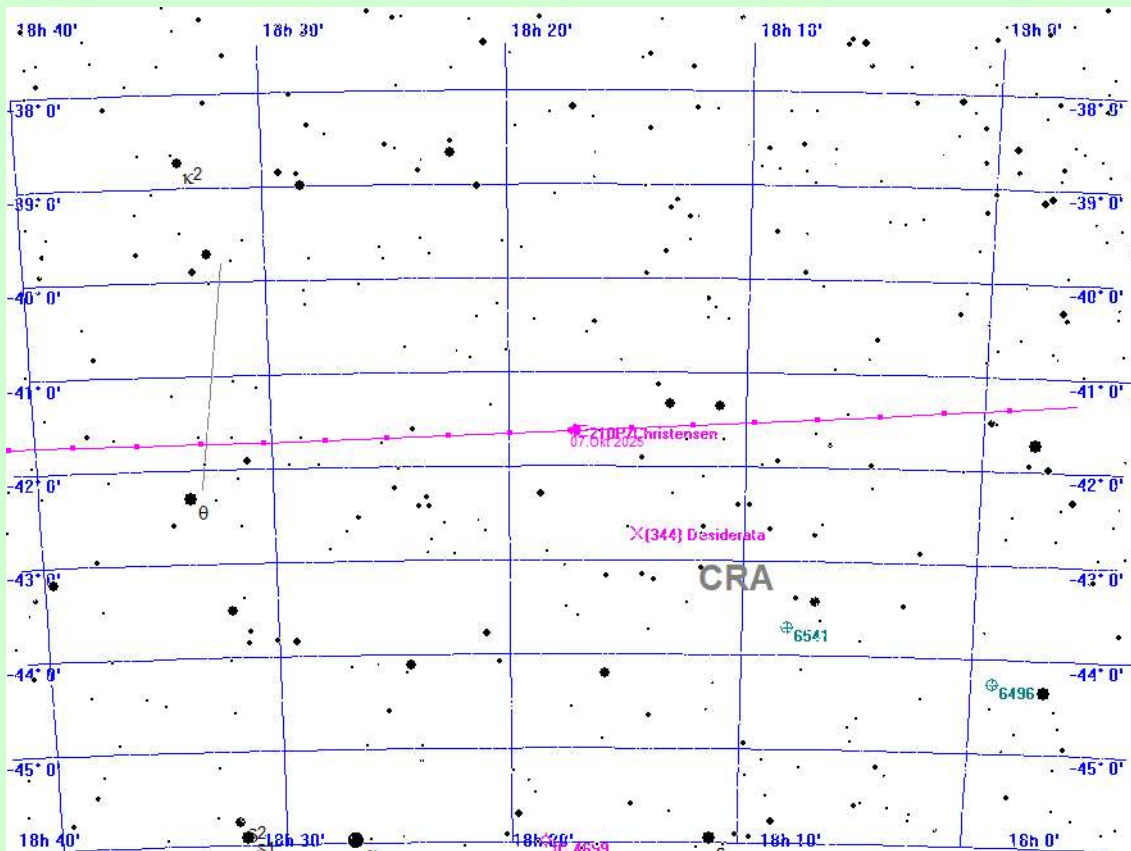 18h 40' 18h 30' 18h 20' 18h 10' 18h 0'
-38° 0' -38° 0'
κ2
-39° 0' -39° 0'
-40° 0' -40° 0'
-41° 0' -41° 0'
210P/Christensen
07.Okt 2025
-42° 0' -42° 0'
θ
(344) Desiderata
-43° 0' -43° 0'
CRA
6541
-44° 0' -44° 0'
6496
-45° 0' -45° 0'
18h 40' 18h 30' 18h 20' 18h 10' 18h 0'
IC 4699